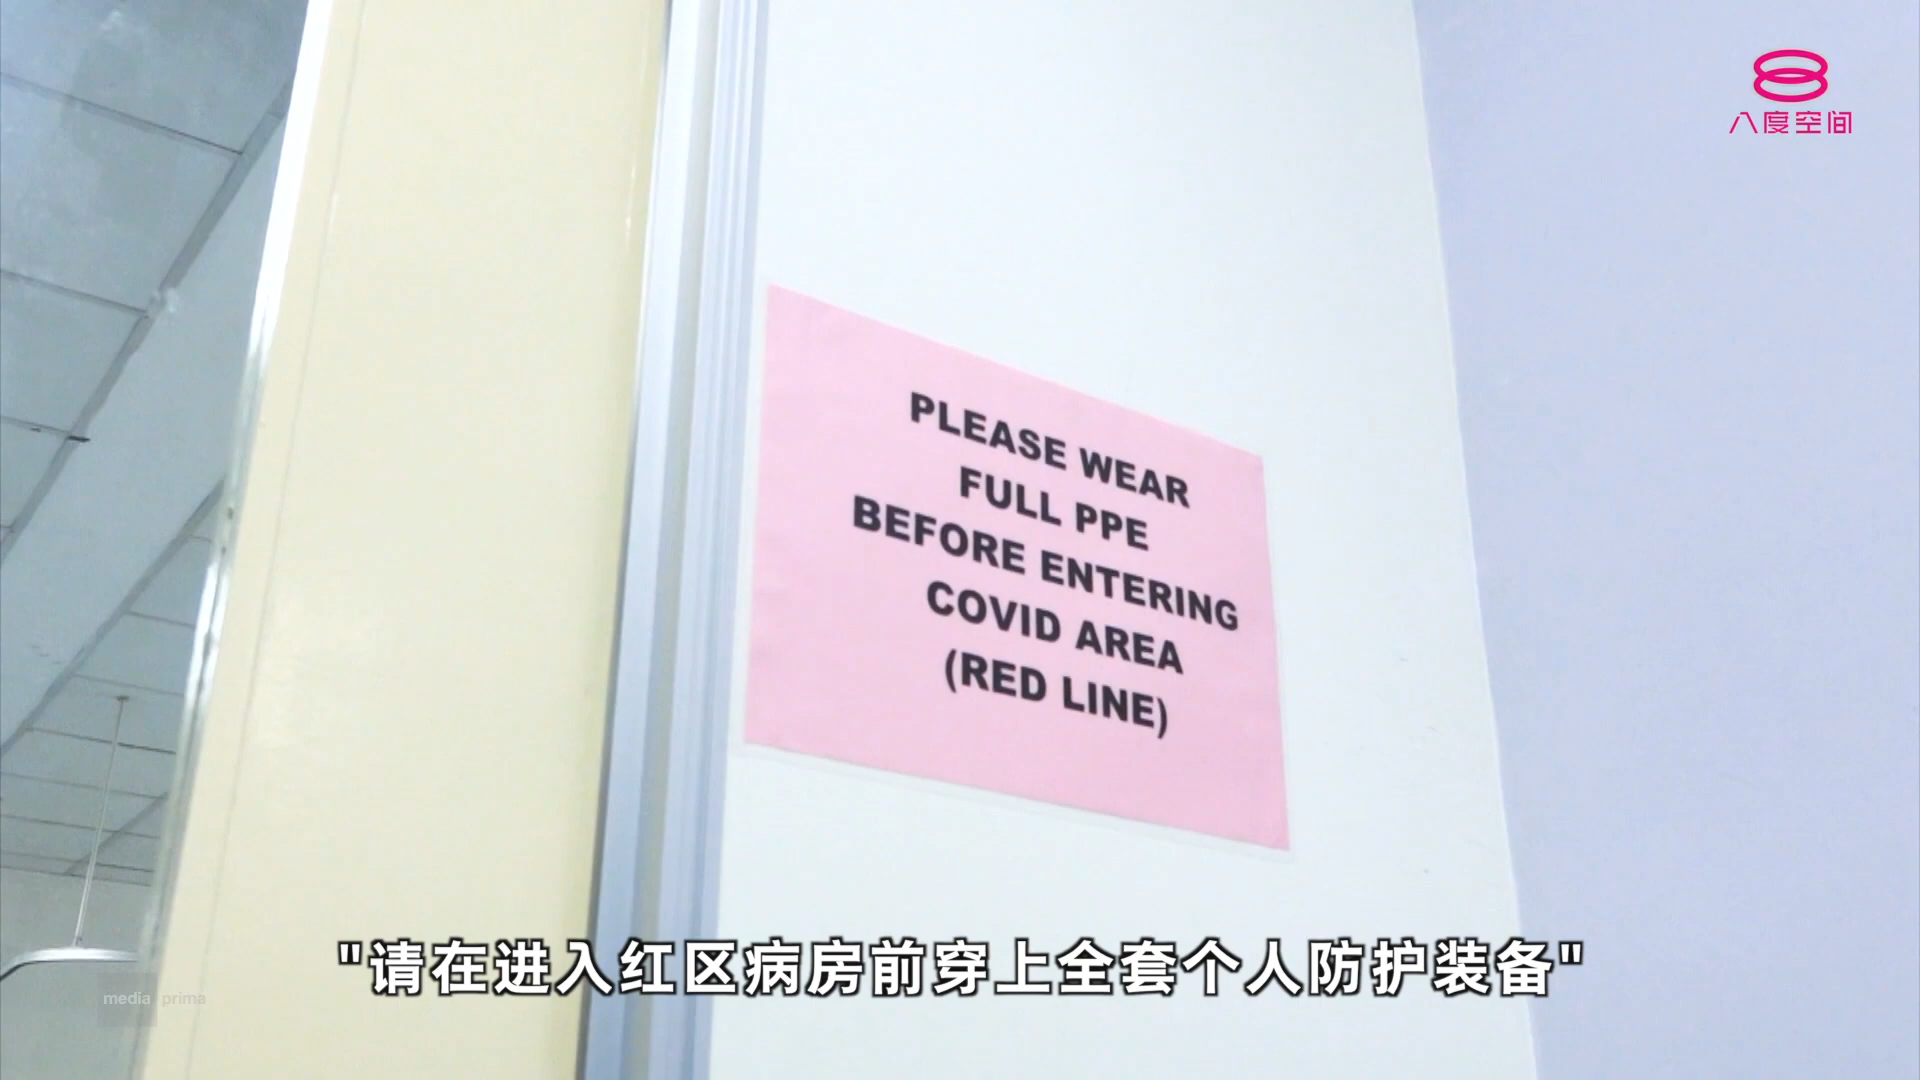 八度空间
PLEASE WEAR
FULL PPE
BEFORE ENTERING
COVID AREA
(RED LINE)
"请在进入红区病房前穿上全套个人防护装备"
media prima